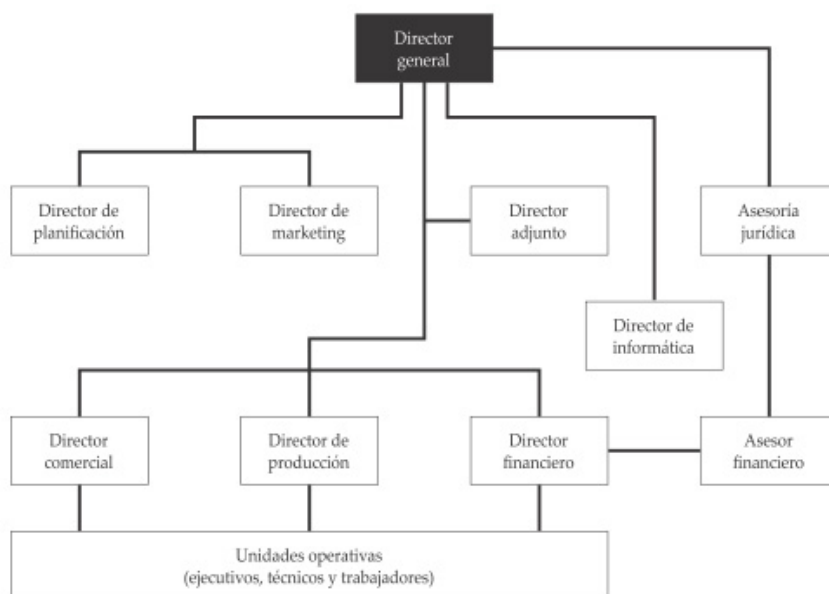 Director
general
Director de
planificación
Director de
marketing
Director
adjunto
Asesoría
jurídica
Director de
informática
Director
comercial
Director de
producción
Director
financiero
Asesor
financiero
Unidades operativas
(ejecutivos, técnicos y trabajadores)